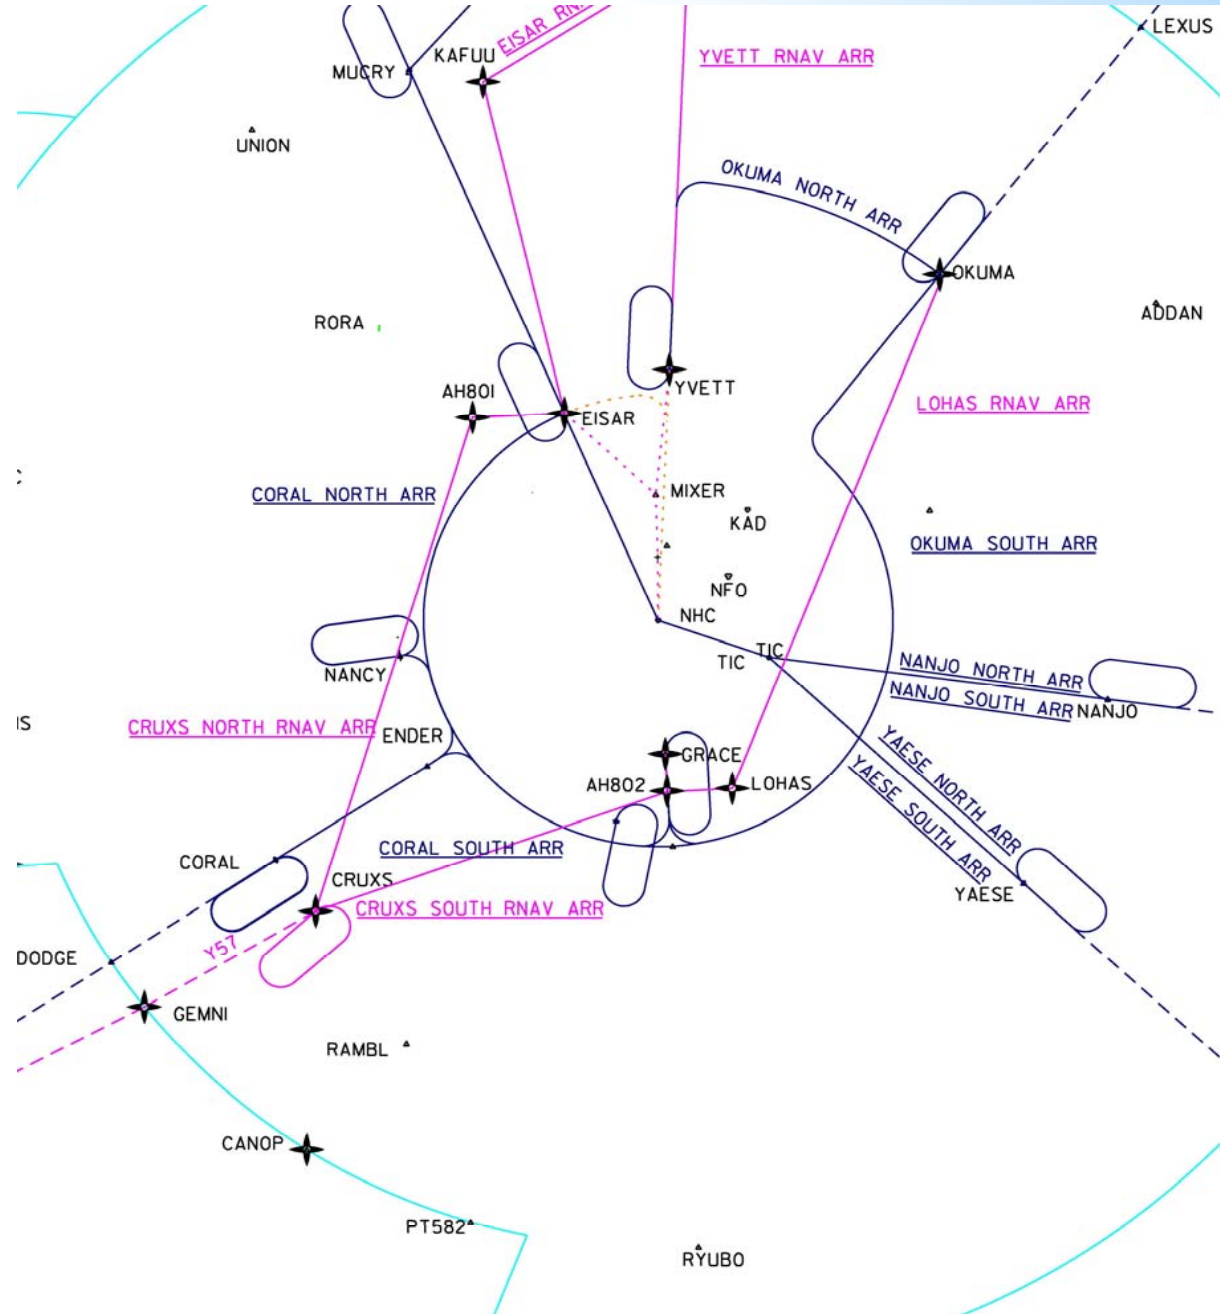 LEXUS
EISAR RN
KAFUU
YVETT RNAV ARR
MUCRY
UNION
OKUMA NORTH ARR
OKUMA
ADDAN
RORA
AH801
YVETT
LOHAS RNAV ARR
EISAR
C
CORAL NORTH ARR
MIXER
KAD
OKUMA SOUTH ARR
NFO
NHC
TIC
TIC
NANCY
NANJO NORTH ARR
NANJO SOUTH ARR
NANJO
IS
CRUXS NORTH RNAV ARR
ENDER
GRACE
AH802
LOHAS
YAESE NORTH ARR
YAESE SOUTH ARR
CORAL
CORAL SOUTH ARR
CRUXS
YAESE
CRUXS SOUTH RNAV ARR
Y57
DODGE
GEMNI
RAMBL
CANOP
PT582
RYUBO